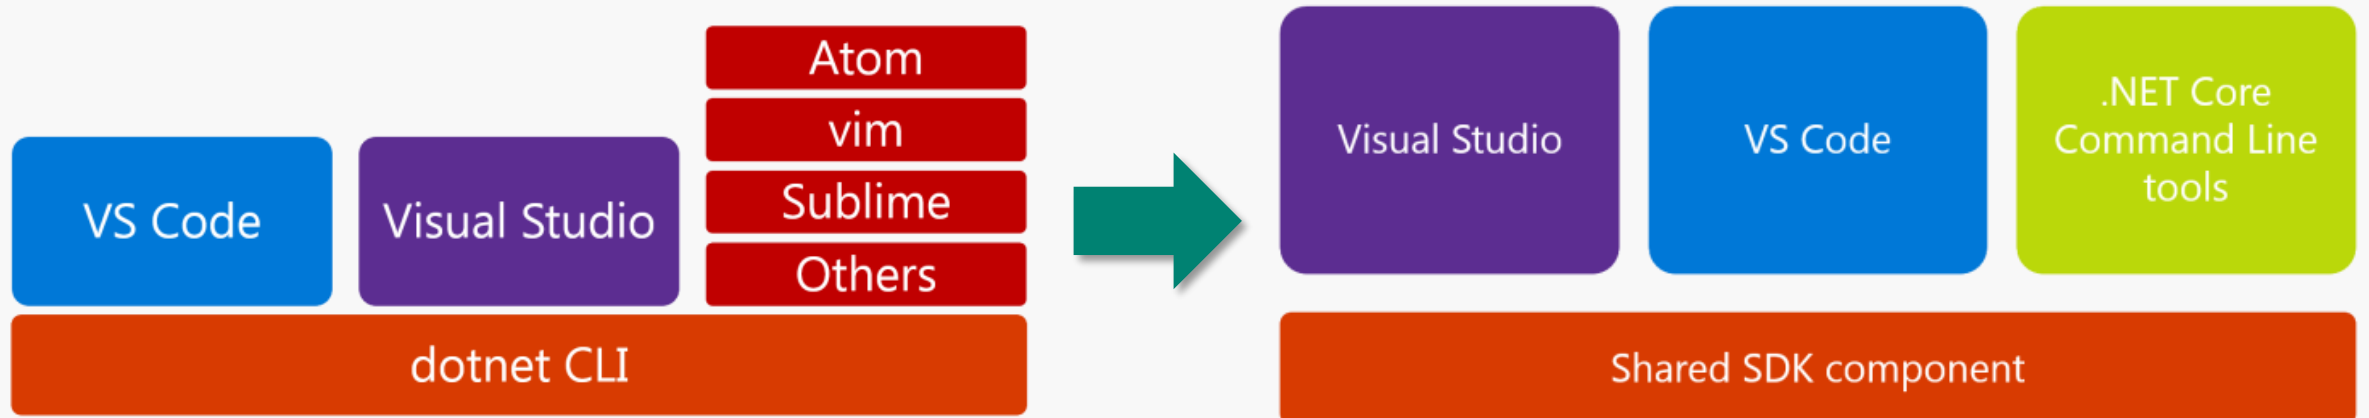 VS Code
Visual Studio
Atom
vim
Sublime
Others
dotnet CLI
Visual Studio
VS Code
.NET Core
Command Line
tools
Shared SDK component